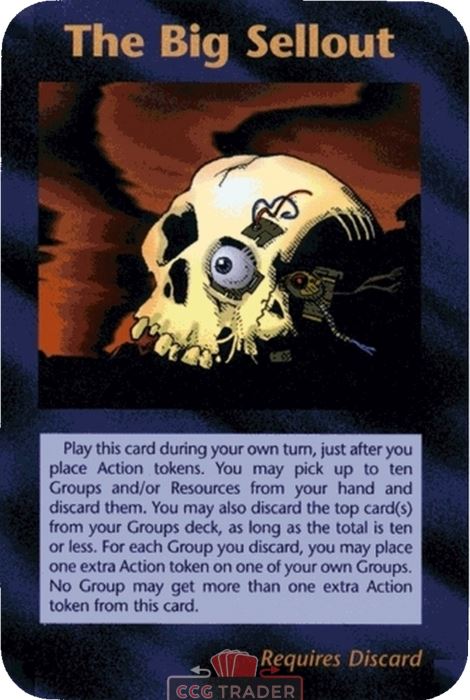 The Big Sellout
Play this card during your own turn, just after you
place Action tokens. You may pick up to ten
Groups and/or Resources from your hand and
discard them. You may also discard the top card(s)
from your Groups deck, as long as the total is ten
or less. For each Group you discard, you may place
one extra Action token on one of your own Groups.
No Group may get more than one extra Action
token from this card.
Requires Discard
CCG TRADER